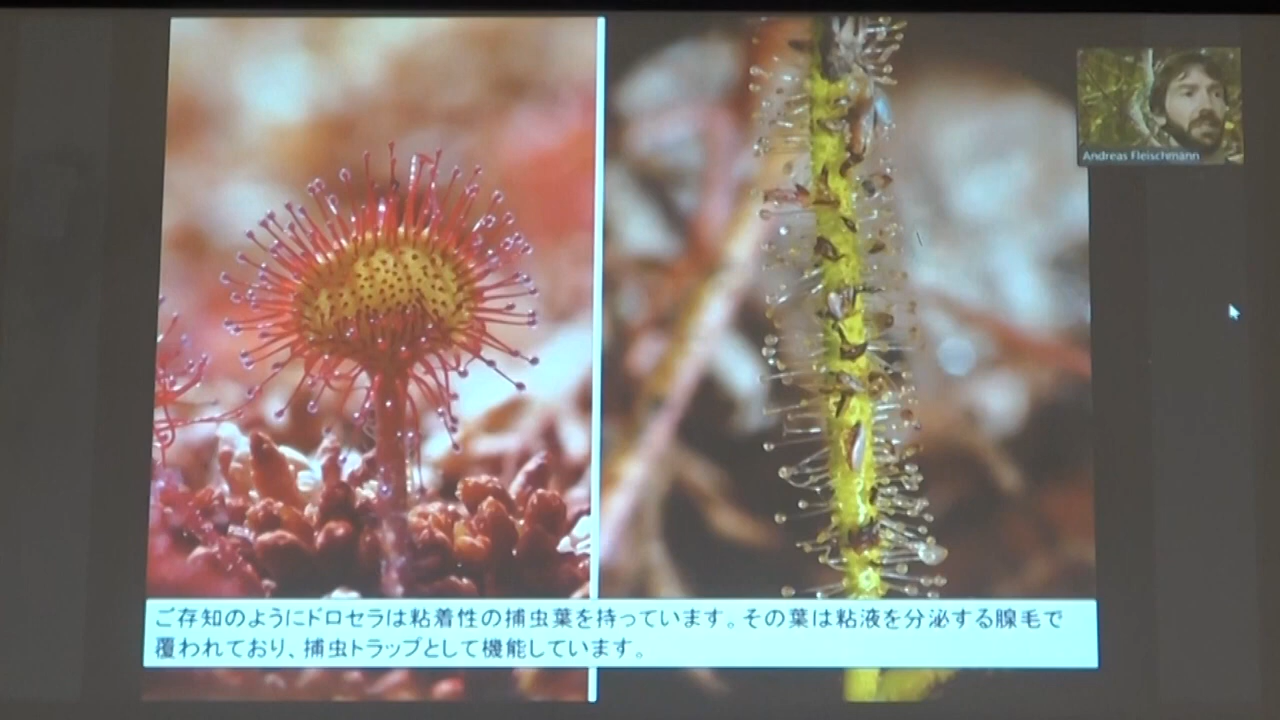 Andreas Fleischmann
ご存知のようにドロセラは粘着性の捕虫葉を持っています。その葉は粘液を分泌する腺毛で
覆われており、捕虫トラップとして機能しています。